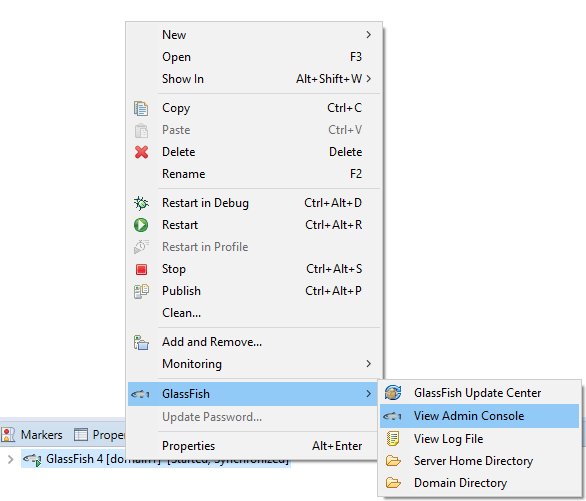 New
Open F3
Show In Alt+Shift+W
Copy Ctrl+C
Paste Ctrl+V
Delete Delete
Rename F2
Restart in Debug Ctrl+Alt+D
Restart Ctrl+Alt+R
Restart in Profile
Stop Ctrl+Alt+S
Publish Ctrl+Alt+P
Clean...
Add and Remove...
Monitoring
GlassFish
Update Password...
Properties Alt+Enter
GlassFish Update Center
View Admin Console
View Log File
Server Home Directory
Domain Directory
Markers Proper
GlassFish 4 [domain1] [Started, Synchronized]